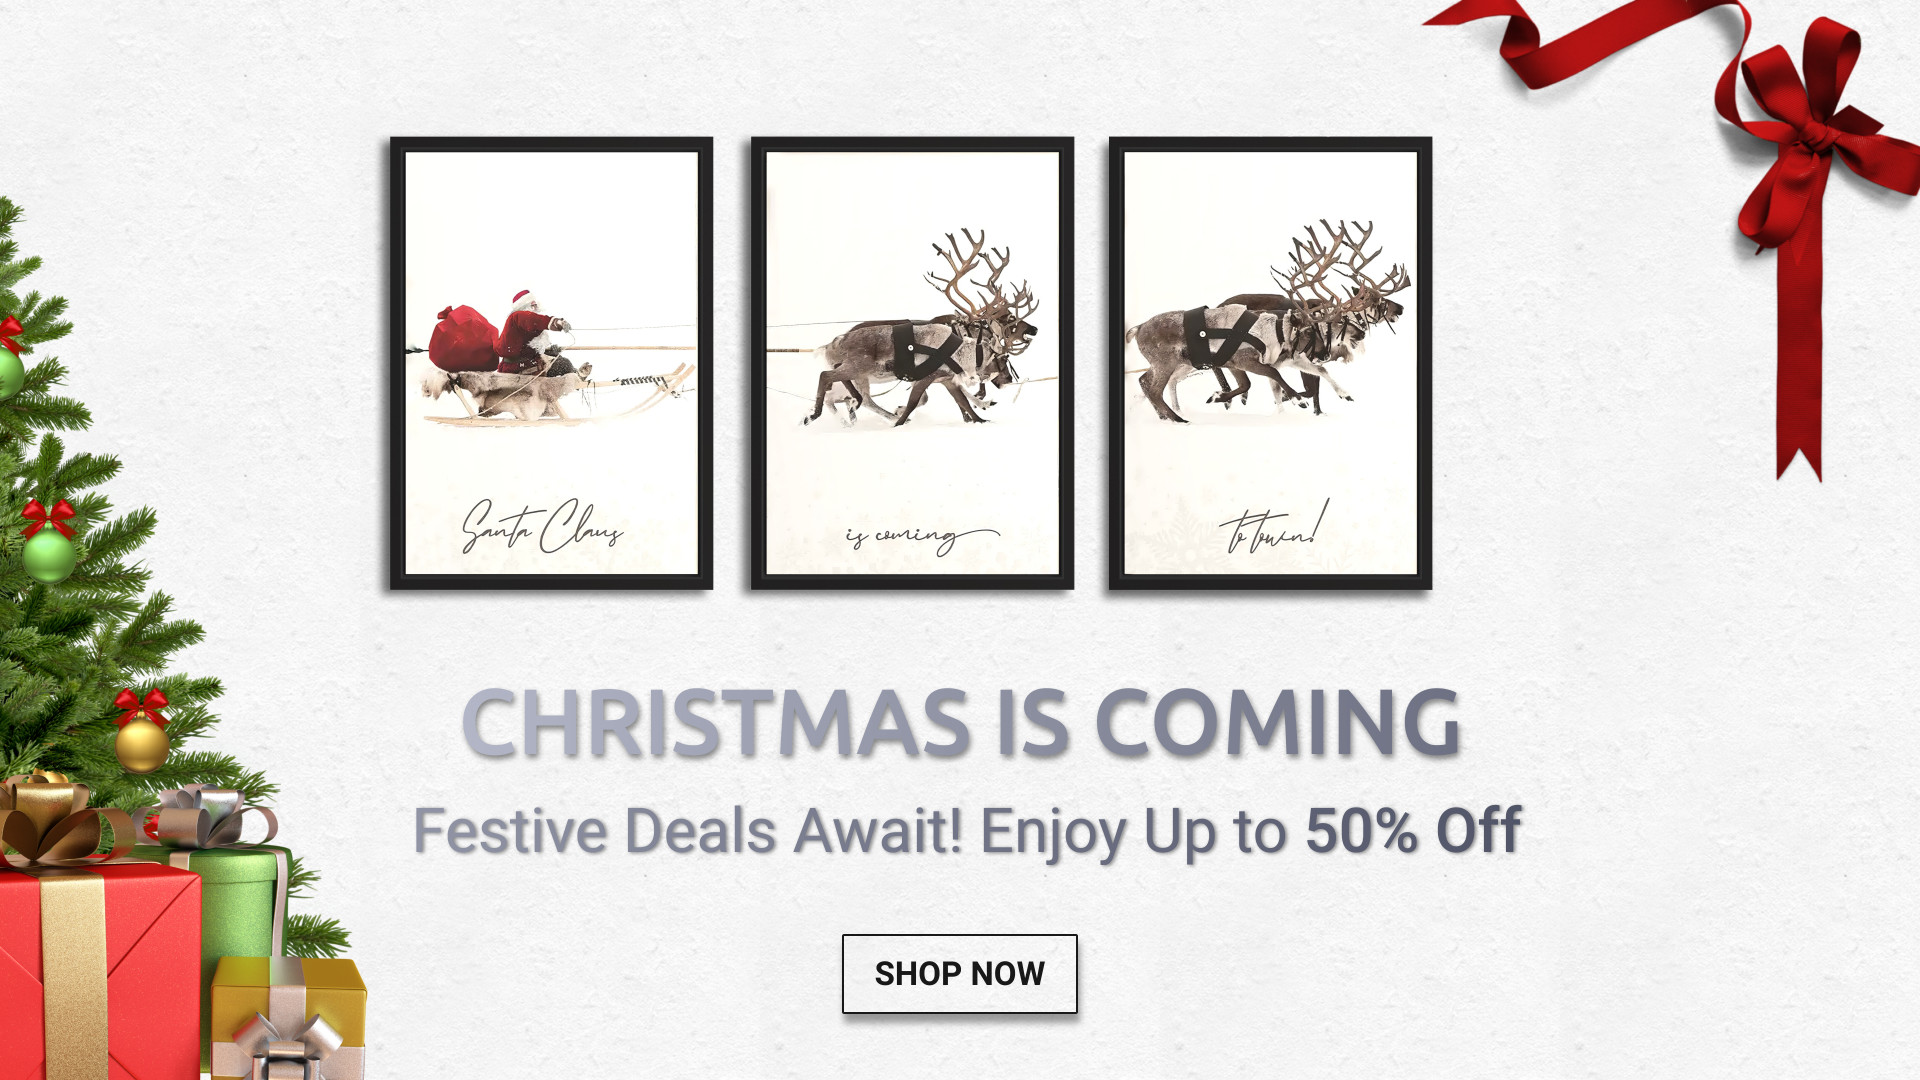 Santa Claus
is coming
to town!
CHRISTMAS IS COMING
Festive Deals Await! Enjoy Up to 50% Off
SHOP NOW